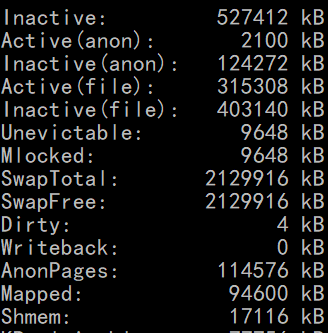 Inactive: 527412 kB
Active(anon): 2100 kB
Inactive(anon): 124272 kB
Active(file): 315308 kB
Inactive(file): 403140 kB
Unevictable: 9648 kB
Mlocked: 9648 kB
SwapTotal: 2129916 kB
SwapFree: 2129916 kB
Dirty: 4 kB
Writeback: 0 kB
AnonPages: 114576 kB
Mapped: 94600 kB
Shmem: 17116 kB